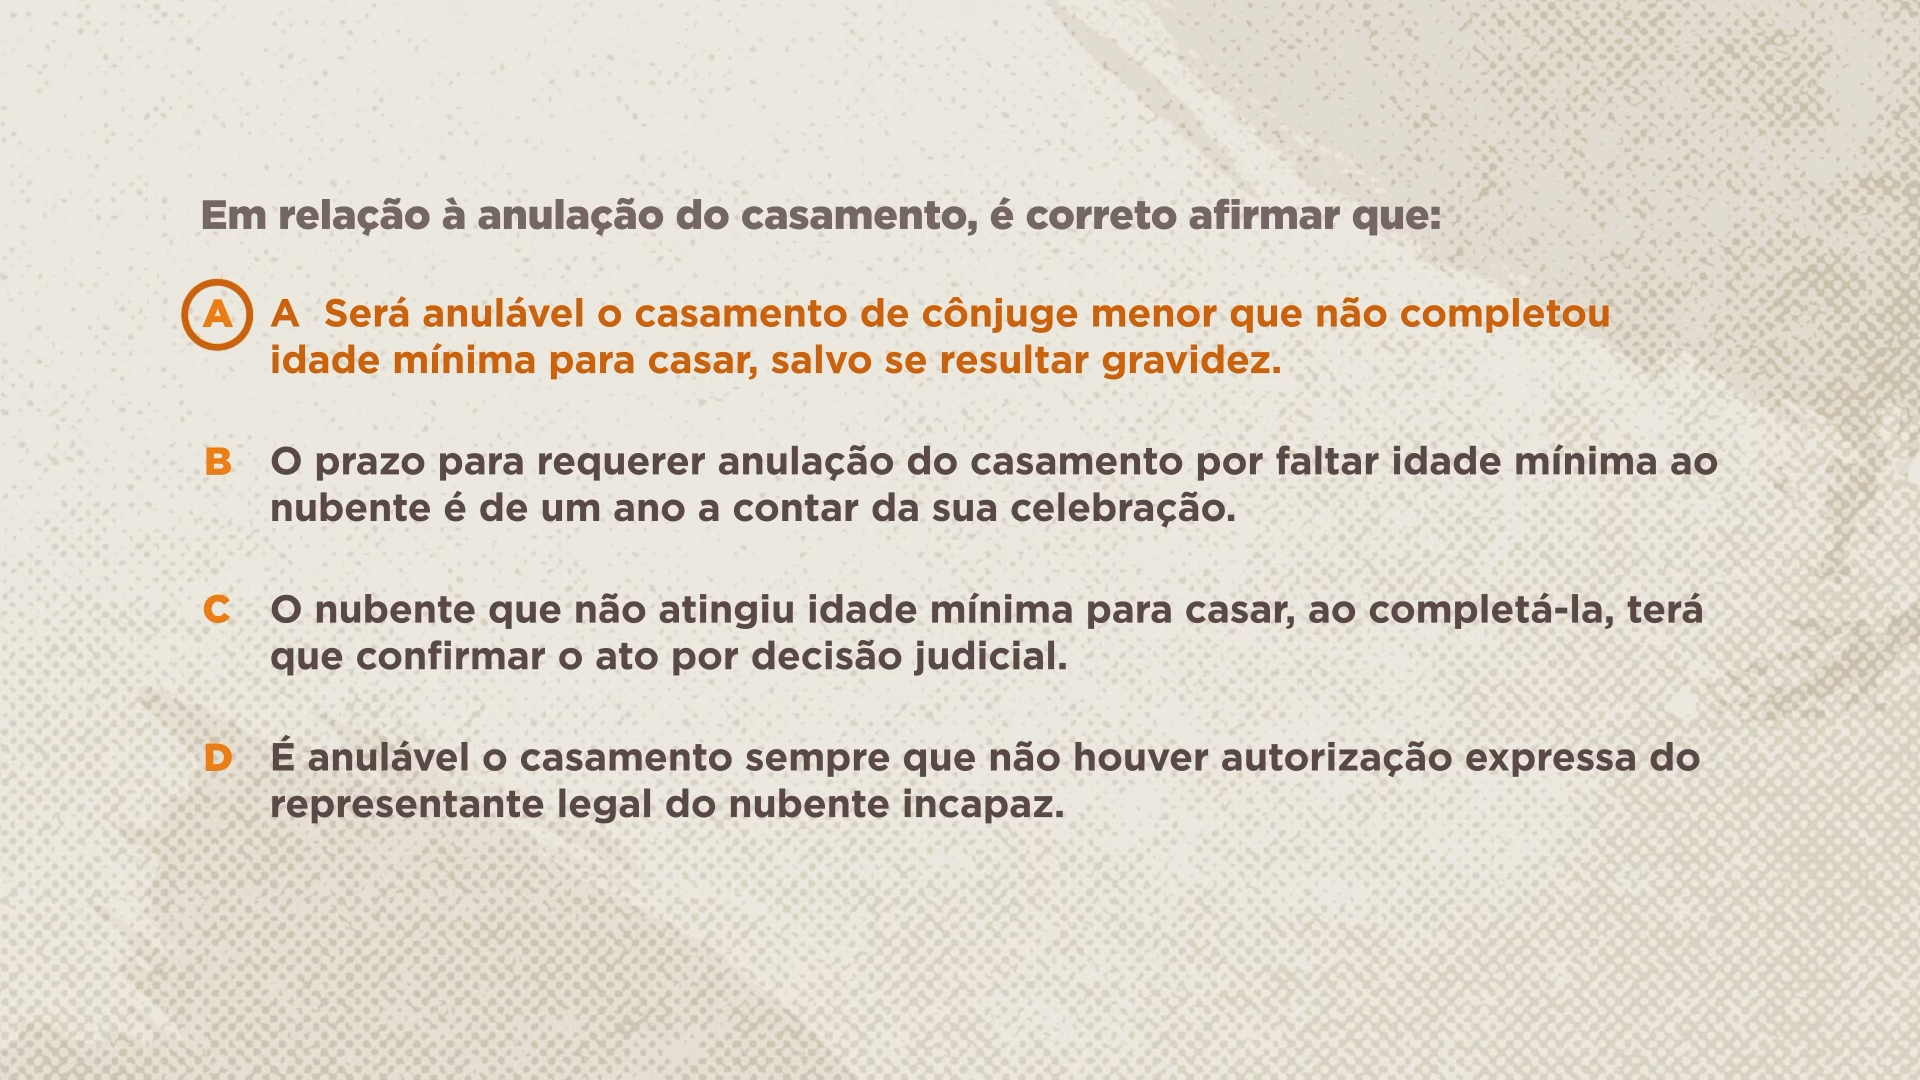 Em relação à anulação do casamento, é correto afirmar que:
A A Será anulável o casamento de cônjuge menor que não completou
idade mínima para casar, salvo se resultar gravidez.
B O prazo para requerer anulação do casamento por faltar idade mínima ao
nubente é de um ano a contar da sua celebração.
C O nubente que não atingiu idade mínima para casar, ao completá-la, terá
que confirmar o ato por decisão judicial.
D É anulável o casamento sempre que não houver autorização expressa do
representante legal do nubente incapaz.